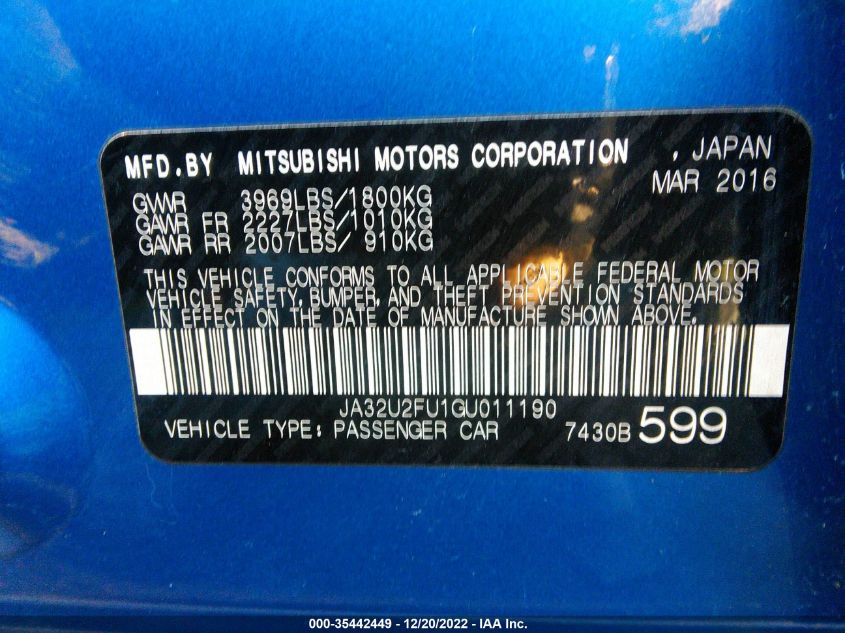 MFD.BY MITSUBISHI MOTORS CORPORATION , JAPAN
MAR 2016
GVWR 3969LBS/1800KG
GAWR FR 2227LBS/1010KG
GAWR RR 2007LBS/ 910KG
THIS VEHICLE CONFORMS TO ALL APPLICABLE FEDERAL MOTOR
VEHICLE SAFETY, BUMPER, AND THEFT PREVENTION STANDARDS
IN EFFECT ON THE DATE OF MANUFACTURE SHOWN ABOVE.
JA32U2FU1GU011190
VEHICLE TYPE: PASSENGER CAR 7430B 599
000-35442449 - 12/20/2022 - IAA Inc.